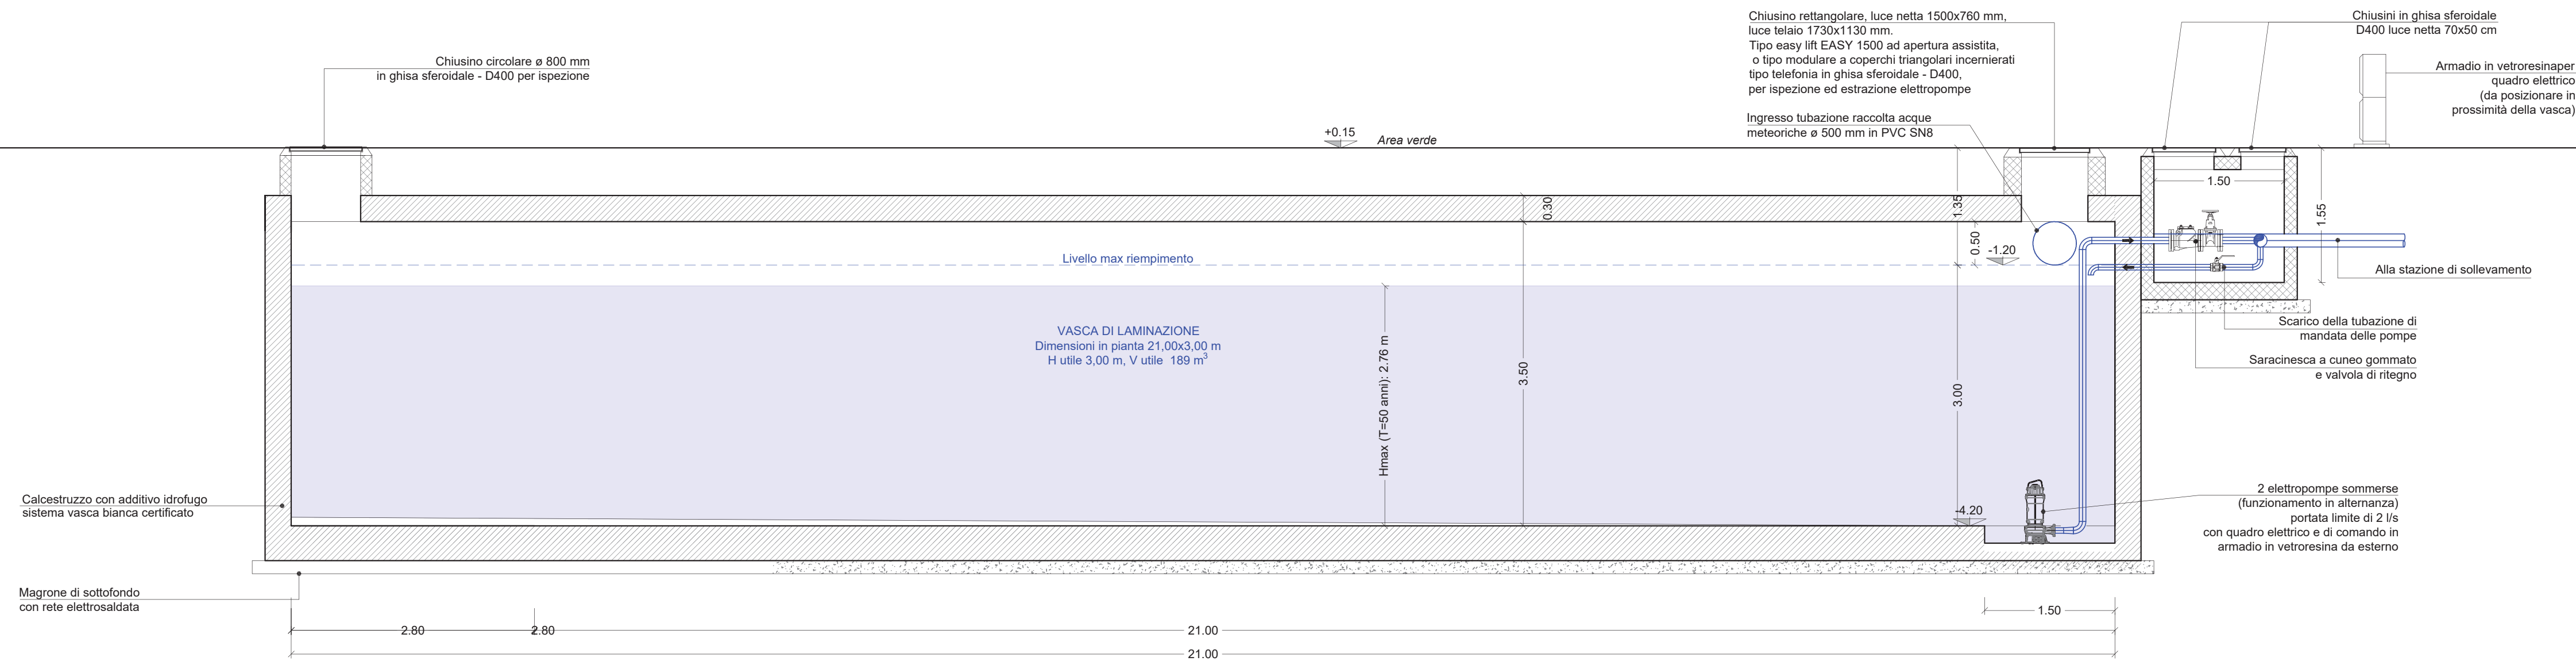 Chiusino circolare ø 800 mm
in ghisa sferoidale - D400 per ispezione
Chiusino rettangolare, luce netta 1500x760 mm,
luce telaio 1730x1130 mm.
Tipo easy lift EASY 1500 ad apertura assistita,
o tipo modulare a coperchi triangolari incernierati
tipo telefonia in ghisa sferoidale - D400,
per ispezione ed estrazione elettropompe
Chiusini in ghisa sferoidale
D400 luce netta 70x50 cm
Armadio in vetroresinaper
quadro elettrico
(da posizionare in
prossimità della vasca)
Ingresso tubazione raccolta acque
meteoriche ø 500 mm in PVC SN8
+0.15
Area verde
1.50
0.30
1.35
1.55
0.50
-1.20
Livello max riempimento
Alla stazione di sollevamento
VASCA DI LAMINAZIONE
Dimensioni in pianta 21,00x3,00 m
H utile 3,00 m, V utile 189 m3
Hmax (T=50 anni): 2.76 m
3.50
3.00
Scarico della tubazione di
mandata delle pompe
Saracinesca a cuneo gommato
e valvola di ritegno
Calcestruzzo con additivo idrofugo
sistema vasca bianca certificato
-4.20
2 elettropompe sommerse
(funzionamento in alternanza)
portata limite di 2 l/s
con quadro elettrico e di comando in
armadio in vetroresina da esterno
Magrone di sottofondo
con rete elettrosaldata
1.50
2.80
2.80
21.00
21.00